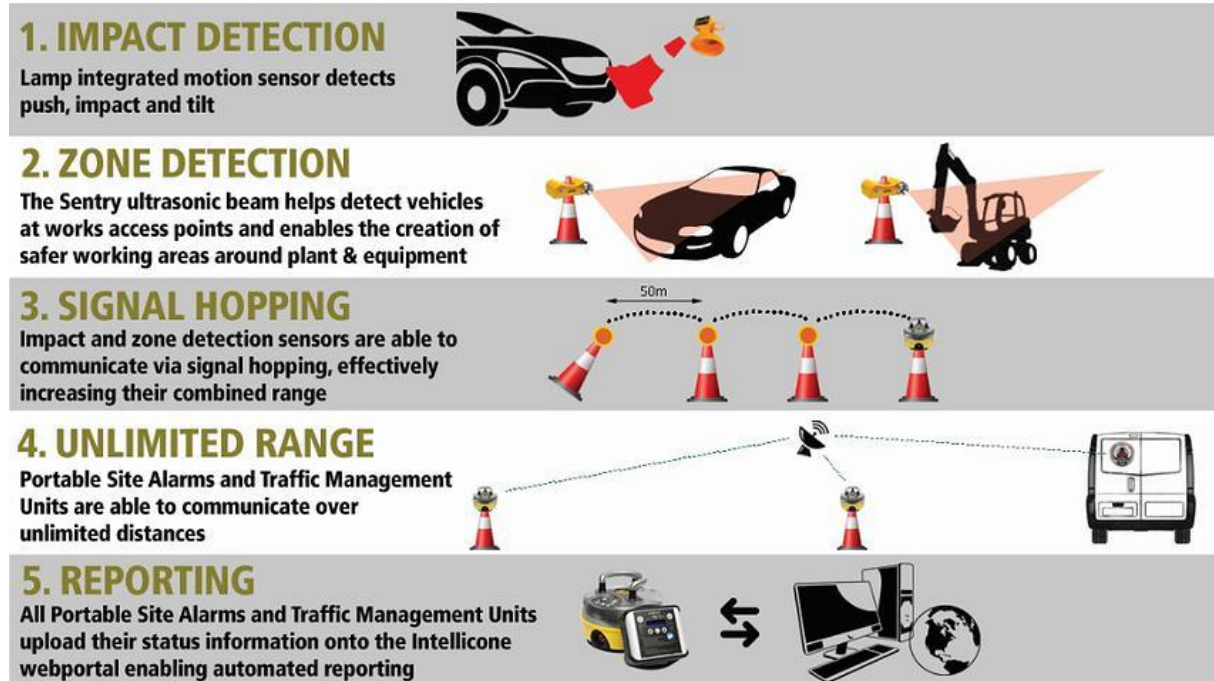 1. IMPACT DETECTION
Lamp integrated motion sensor detects
push, impact and tilt
2. ZONE DETECTION
The Sentry ultrasonic beam helps detect vehicles
at works access points and enables the creation of
safer working areas around plant & equipment
3. SIGNAL HOPPING
Impact and zone detection sensors are able to
communicate via signal hopping, effectively
increasing their combined range
50m
4. UNLIMITED RANGE
Portable Site Alarms and Traffic Management
Units are able to communicate over
unlimited distances
5. REPORTING
All Portable Site Alarms and Traffic Management Units
upload their status information onto the Intellicone
webportal enabling automated reporting